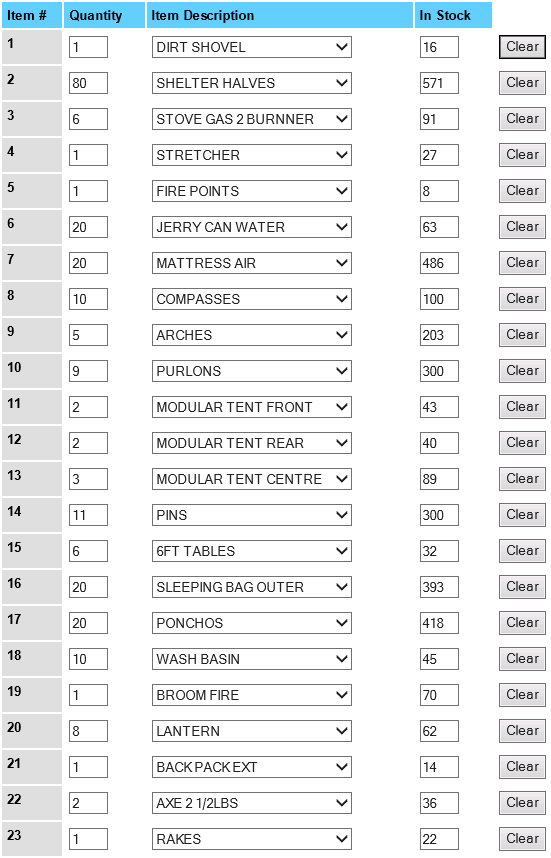 Item # Quantity Item Description In Stock
1 1 DIRT SHOVEL 16 Clear
2 80 SHELTER HALVES 571 Clear
3 6 STOVE GAS 2 BURNNER 91 Clear
4 1 STRETCHER 27 Clear
5 1 FIRE POINTS 8 Clear
6 20 JERRY CAN WATER 63 Clear
7 20 MATTRESS AIR 486 Clear
8 10 COMPASSES 100 Clear
9 5 ARCHES 203 Clear
10 9 PURLONS 300 Clear
11 2 MODULAR TENT FRONT 43 Clear
12 2 MODULAR TENT REAR 40 Clear
13 3 MODULAR TENT CENTRE 89 Clear
14 11 PINS 300 Clear
15 6 6FT TABLES 32 Clear
16 20 SLEEPING BAG OUTER 393 Clear
17 20 PONCHOS 418 Clear
18 10 WASH BASIN 45 Clear
19 1 BROOM FIRE 70 Clear
20 8 LANTERN 62 Clear
21 1 BACK PACK EXT 14 Clear
22 2 AXE 2 1/2LBS 36 Clear
23 1 RAKES 22 Clear